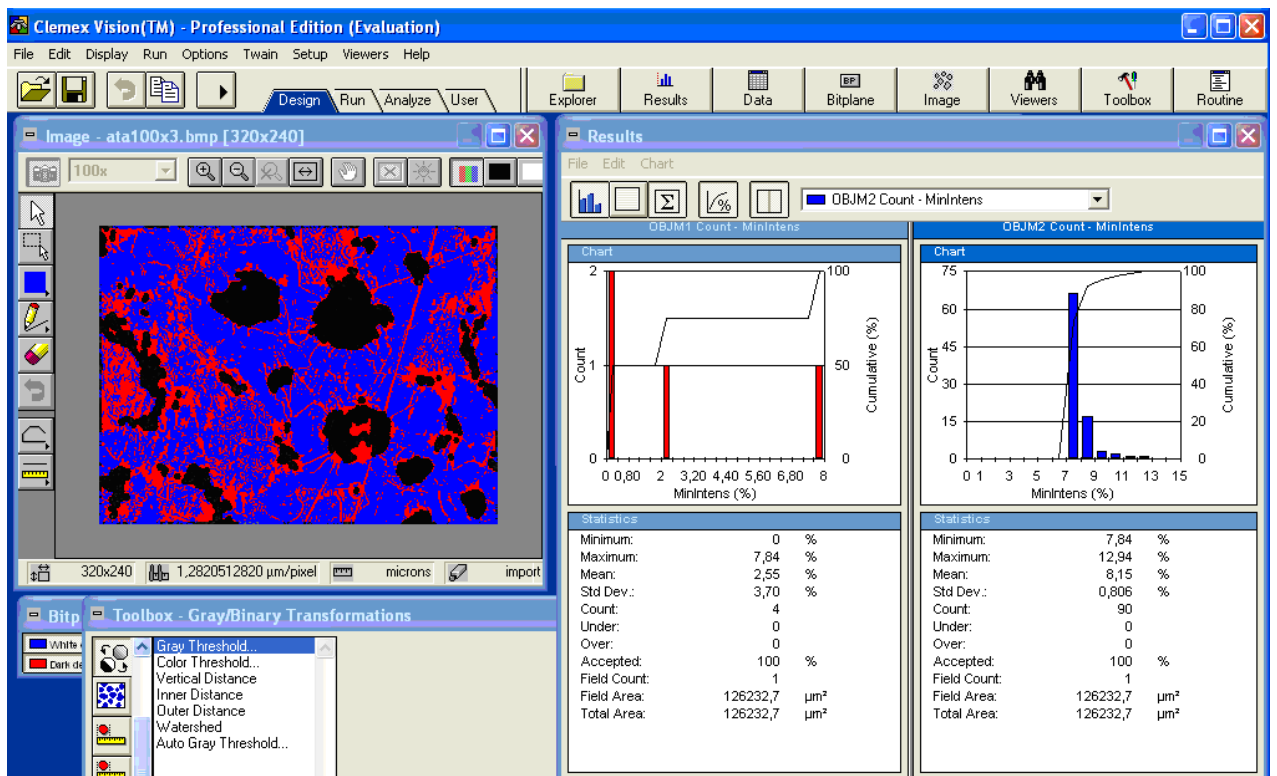 Clemex Vision(TM) - Professional Edition (Evaluation)
File Edit Display Run Options Twain Setup Viewers Help
Design Run Analyze User
Explorer Results Data BP Bitplane Image Viewers Toolbox Routine
Image - ata100x3.bmp [320x240]
100x
320x240 1,2820512820 µm/pixel microns import
Results
File Edit Chart
Σ % OBJM2 Count - MinIntens
OBJM1 Count - MinIntens
Chart
2 100
1 50
0 0
Count
Cumulative (%)
0 0,80 2 3,20 4,40 5,60 6,80 8
MinIntens (%)
Statistics
Minimum: 0 %
Maximum: 7,84 %
Mean: 2,55 %
Std Dev.: 3,70 %
Count: 4
Under: 0
Over: 0
Accepted: 100 %
Field Count: 1
Field Area: 126232,7 µm²
Total Area: 126232,7 µm²
OBJM2 Count - MinIntens
Chart
75 100
60 80
45 60
30 40
15 20
0 0
Count
Cumulative (%)
0 1 3 5 7 9 11 13 15
MinIntens (%)
Statistics
Minimum: 7,84 %
Maximum: 12,94 %
Mean: 8,15 %
Std Dev.: 0,806 %
Count: 90
Under: 0
Over: 0
Accepted: 100 %
Field Count: 1
Field Area: 126232,7 µm²
Total Area: 126232,7 µm²
Bitp
White
Dark de
Toolbox - Gray/Binary Transformations
Gray Threshold...
Color Threshold...
Vertical Distance
Inner Distance
Outer Distance
Watershed
Auto Gray Threshold...